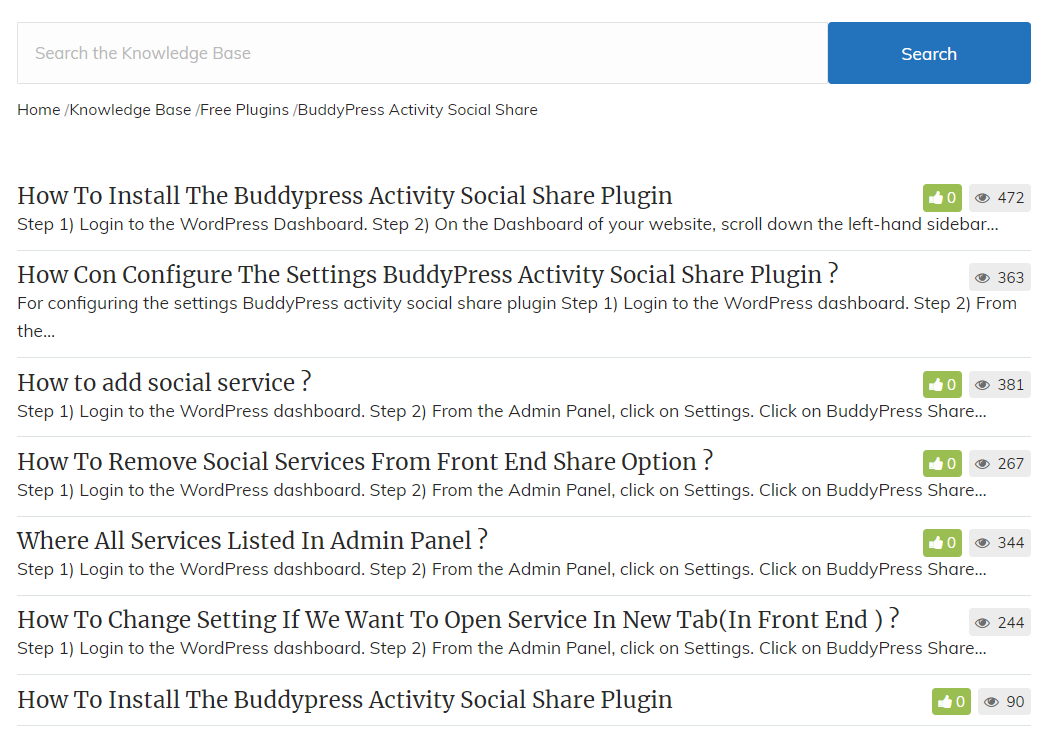 Search the Knowledge Base
Search
Home /Knowledge Base /Free Plugins /BuddyPress Activity Social Share
How To Install The Buddypress Activity Social Share Plugin
0
472
Step 1) Login to the WordPress Dashboard. Step 2) On the Dashboard of your website, scroll down the left-hand sidebar...
How Con Configure The Settings BuddyPress Activity Social Share Plugin ?
363
For configuring the settings BuddyPress activity social share plugin Step 1) Login to the WordPress dashboard. Step 2) From
the...
How to add social service ?
0
381
Step 1) Login to the WordPress dashboard. Step 2) From the Admin Panel, click on Settings. Click on BuddyPress Share...
How To Remove Social Services From Front End Share Option ?
0
267
Step 1) Login to the WordPress dashboard. Step 2) From the Admin Panel, click on Settings. Click on BuddyPress Share...
Where All Services Listed In Admin Panel ?
0
344
Step 1) Login to the WordPress dashboard. Step 2) From the Admin Panel, click on Settings. Click on BuddyPress Share...
How To Change Setting If We Want To Open Service In New Tab(In Front End ) ?
244
Step 1) Login to the WordPress dashboard. Step 2) From the Admin Panel, click on Settings. Click on BuddyPress Share...
How To Install The Buddypress Activity Social Share Plugin
0
90